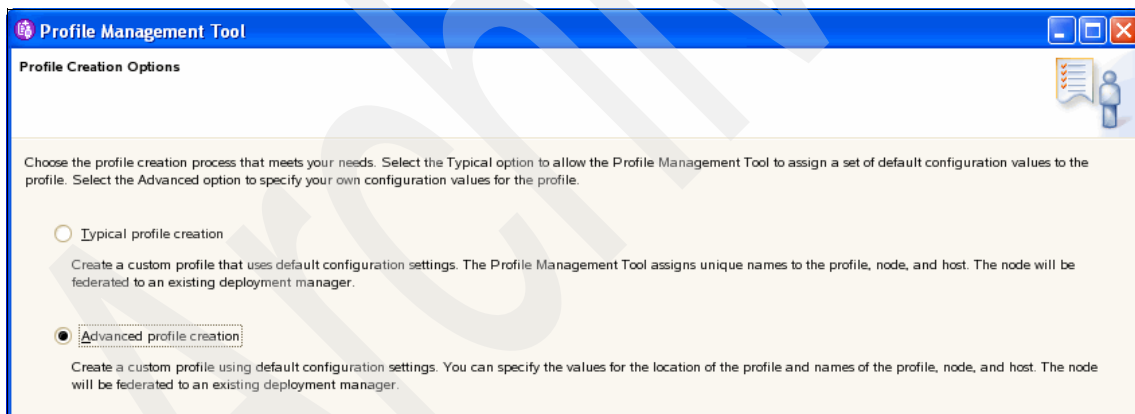 Profile Management Tool
Profile Creation Options
Choose the profile creation process that meets your needs. Select the Typical option to allow the Profile Management Tool to assign a set of default configuration values to the
profile. Select the Advanced option to specify your own configuration values for the profile.
Typical profile creation
Create a custom profile that uses default configuration settings. The Profile Management Tool assigns unique names to the profile, node, and host. The node will be
federated to an existing deployment manager.
Advanced profile creation
Create a custom profile using default configuration settings. You can specify the values for the location of the profile and names of the profile, node, and host. The node
will be federated to an existing deployment manager.